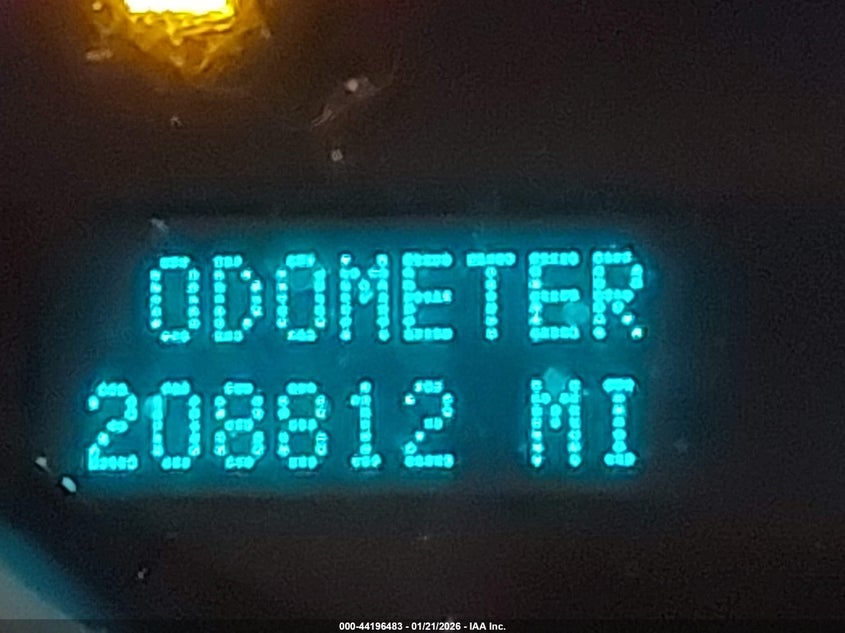 ODOMETER
208812 MI
000-44196483 - 01/21/2026 - IAA Inc.